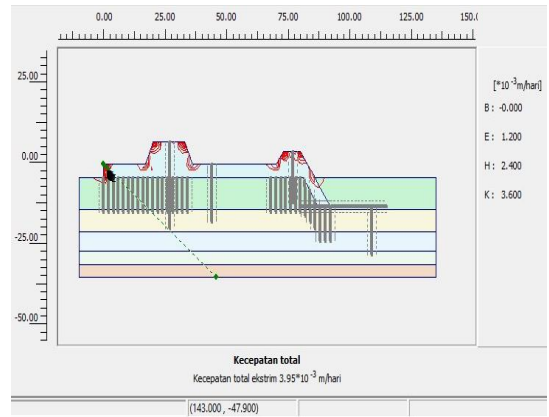 0.00 25.00 50.00 75.00 100.00 125.00 150.(
25.00
0.00
-25.00
-50.00
[*10 -3 m/hari]
B : -0.000
E : 1.200
H : 2.400
K : 3.600
Kecepatan total
Kecepatan total ekstrim 3.95*10 -3 m/hari
(143.000 , -47.900)